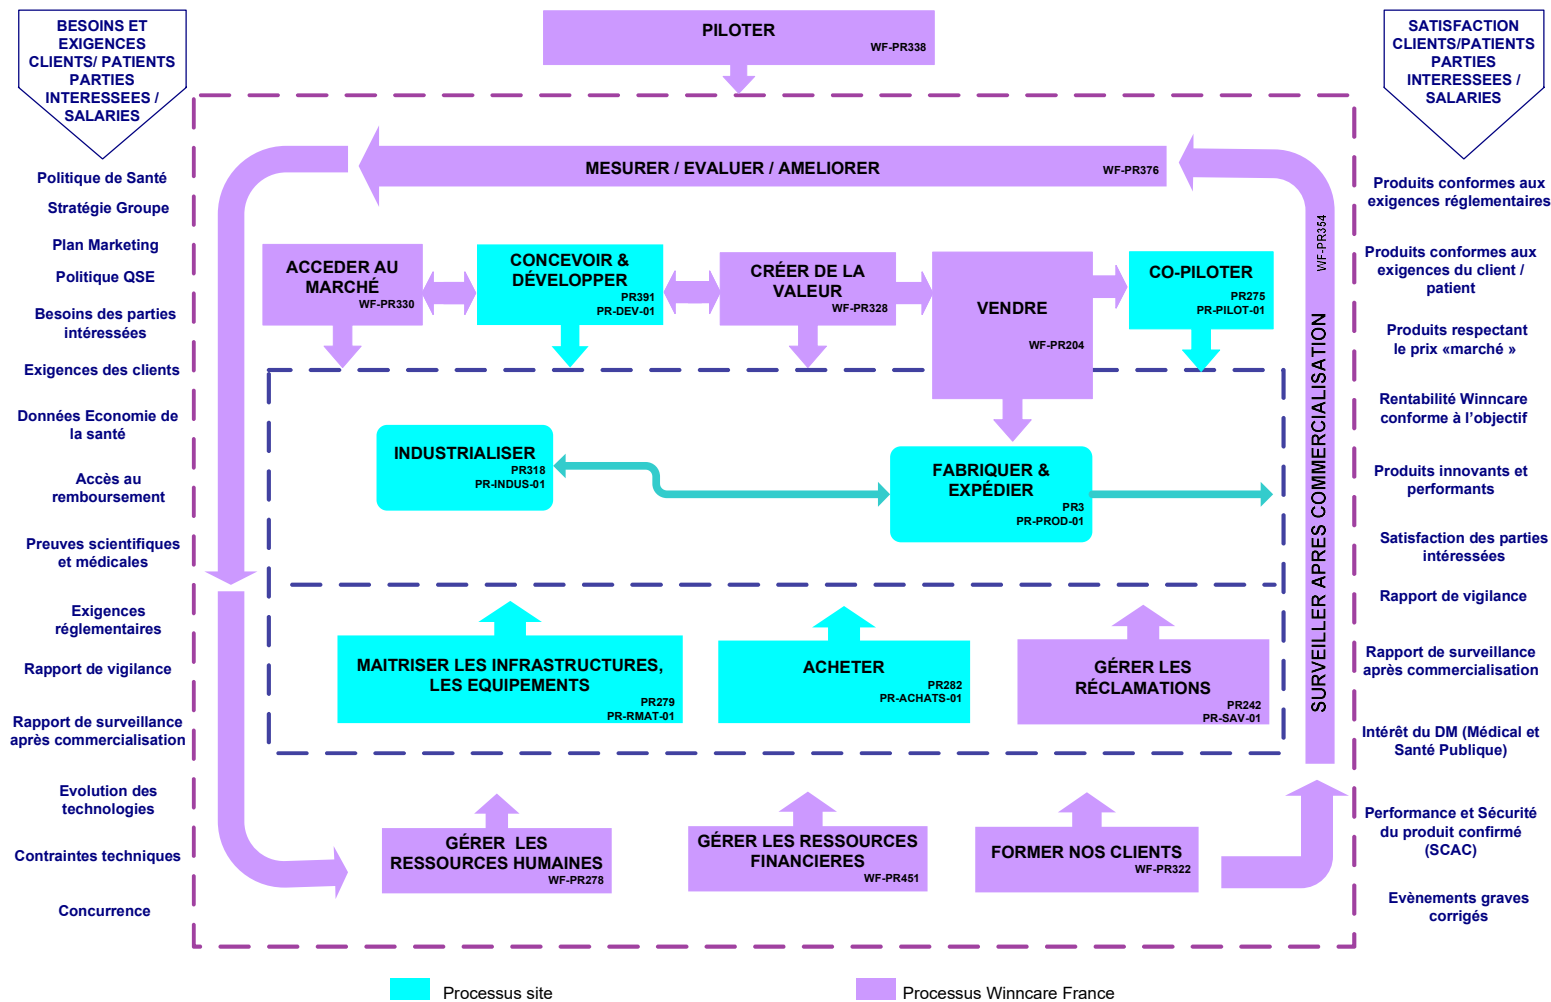 BESOINS ET
EXIGENCES
CLIENTS/ PATIENTS
PARTIES
INTERESSEES /
SALARIES
Politique de Santé
Stratégie Groupe
Plan Marketing
Politique QSE
Besoins des parties
intéressées
Exigences des clients
Données Economie de
la santé
Accès au
remboursement
Preuves scientifiques
et médicales
Exigences
réglementaires
Rapport de vigilance
Rapport de surveillance
après commercialisation
Evolution des
technologies
Contraintes techniques
Concurrence
PILOTER
WF-PR338
MESURER / EVALUER / AMELIORER
WF-PR376
ACCEDER AU
MARCHÉ
WF-PR330
CONCEVOIR &
DÉVELOPPER
PR391
PR-DEV-01
CRÉER DE LA
VALEUR
WF-PR328
VENDRE
WF-PR204
CO-PILOTER
PR275
PR-PILOT-01
INDUSTRIALISER
PR318
PR-INDUS-01
FABRIQUER &
EXPÉDIER
PR3
PR-PROD-01
MAITRISER LES INFRASTRUCTURES,
LES EQUIPEMENTS
PR279
PR-RMAT-01
ACHETER
PR282
PR-ACHATS-01
GÉRER LES
RÉCLAMATIONS
PR242
PR-SAV-01
GÉRER LES
RESSOURCES HUMAINES
WF-PR278
GÉRER LES RESSOURCES
FINANCIERES
WF-PR451
FORMER NOS CLIENTS
WF-PR322
SURVEILLER APRES COMMERCIALISATION
WF-PR354
SATISFACTION
CLIENTS/PATIENTS
PARTIES
INTERESSEES /
SALARIES
Produits conformes aux
exigences réglementaires
Produits conformes aux
exigences du client /
patient
Produits respectant
le prix «marché »
Rentabilité Winncare
conforme à l’objectif
Produits innovants et
performants
Satisfaction des parties
intéressées
Rapport de vigilance
Rapport de surveillance
après commercialisation
Intérêt du DM (Médical et
Santé Publique)
Performance et Sécurité
du produit confirmé
(SCAC)
Evènements graves
corrigés
Processus site
Processus Winncare France